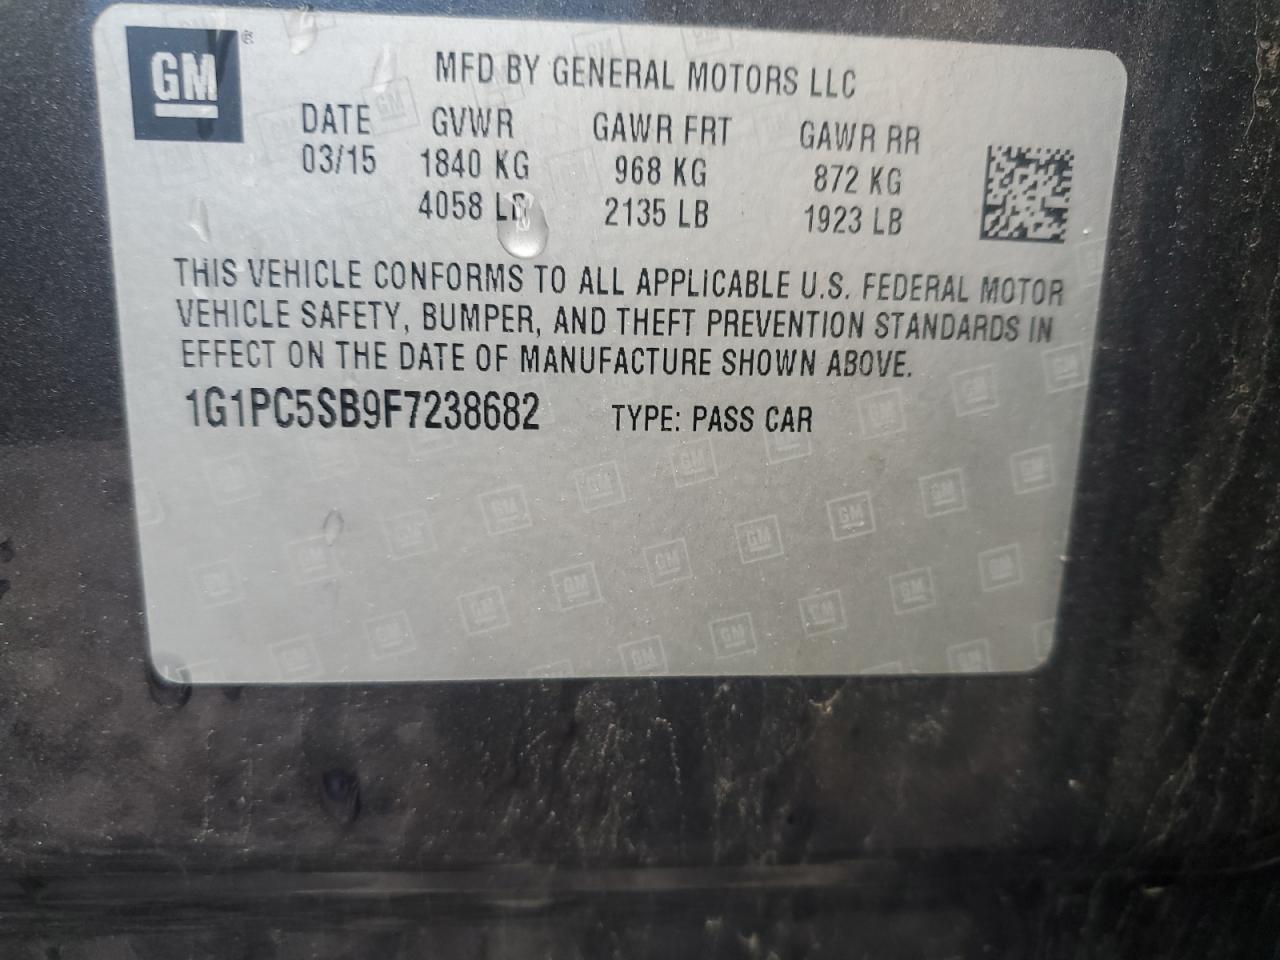 GM
MFD BY GENERAL MOTORS LLC
DATE GVWR GAWR FRT GAWR RR
03/15 1840 KG 968 KG 872 KG
4058 LB 2135 LB 1923 LB
THIS VEHICLE CONFORMS TO ALL APPLICABLE U.S. FEDERAL MOTOR
VEHICLE SAFETY, BUMPER, AND THEFT PREVENTION STANDARDS IN
EFFECT ON THE DATE OF MANUFACTURE SHOWN ABOVE.
1G1PC5SB9F7238682 TYPE: PASS CAR